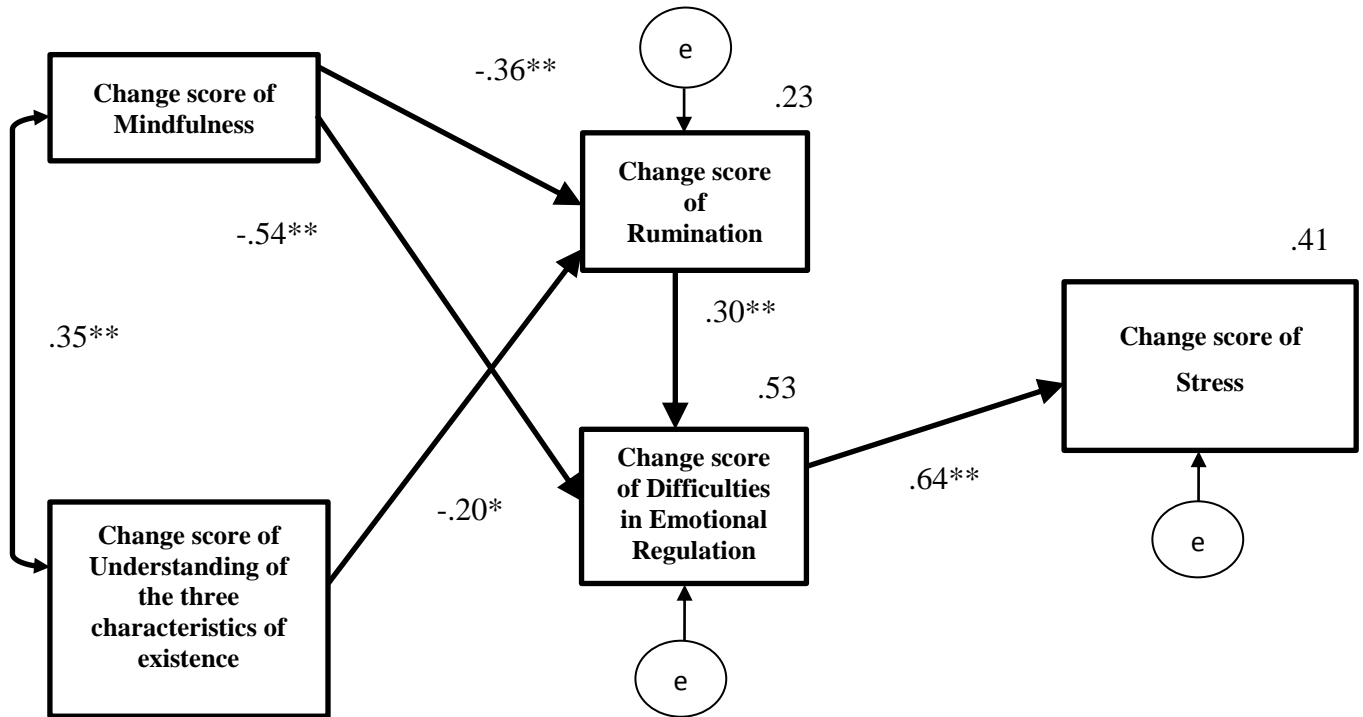 e
-.36**
.23
Change score of
Mindfulness
Change score
of
Rumination
-.54**
.41
.35**
.30**
Change score of
Stress
.53
Change score
of Difficulties
in Emotional
Regulation
.64**
-.20*
Change score of
Understanding of
the three
characteristics of
existence
e
e